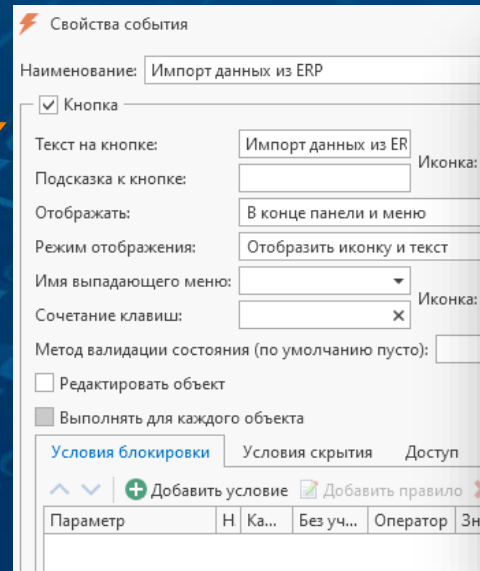 Свойства события
Наименование: Импорт данных из ERP
Кнопка
Текст на кнопке: Импорт данных из ER
Иконка:
Подсказка к кнопке:
Отображать: В конце панели и меню
Режим отображения: Отобразить иконку и текст
Имя выпадающего меню:
Иконка:
Сочетание клавиш:
Метод валидации состояния (по умолчанию пусто):
Редактировать объект
Выполнять для каждого объекта
Условия блокировки Условия скрытия Доступ
Добавить условие Добавить правило
Параметр Н Ка... Без уч... Оператор Зн